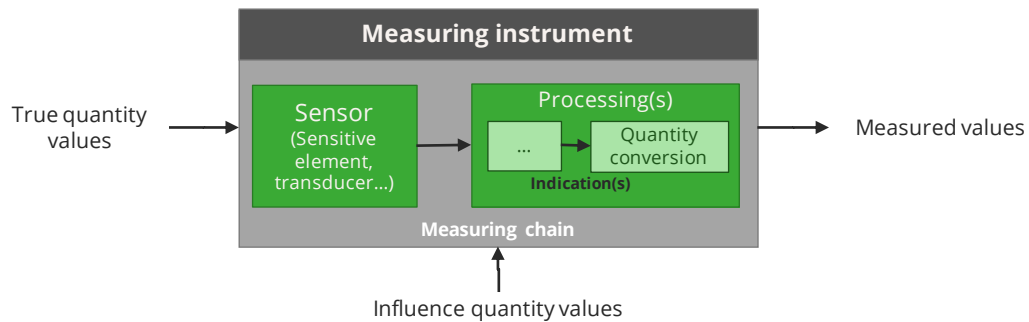 Measuring instrument
True quantity
values
Sensor
(Sensitive
element,
transducer...)
Processing(s)
...
Quantity
conversion
Indication(s)
Measuring chain
Measured values
Influence quantity values